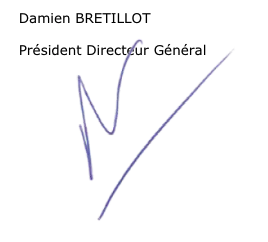 Damien BRETILLOT
Président Directeur Général